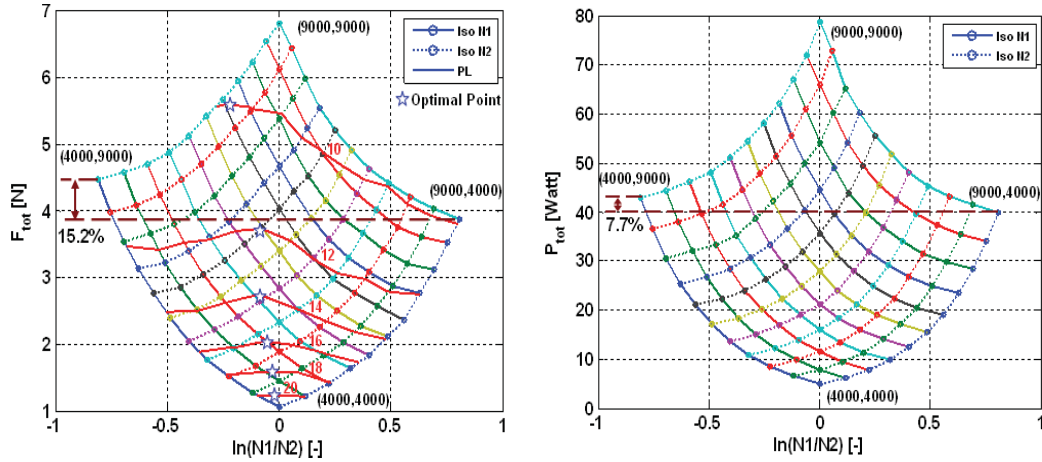 7
6
5
4
3
2
1
F_tot [N]
(9000,9000)
Iso N1
Iso N2
PL
Optimal Point
(4000,9000)
(9000,4000)
15.2%
10
12
14
16
18
20
(4000,4000)
-1 -0.5 0 0.5 1
ln(N1/N2) [-]
80
70
60
50
40
30
20
10
0
P_tot [Watt]
(9000,9000)
Iso N1
Iso N2
(4000,9000)
(9000,4000)
7.7%
(4000,4000)
-1 -0.5 0 0.5 1
ln(N1/N2) [-]